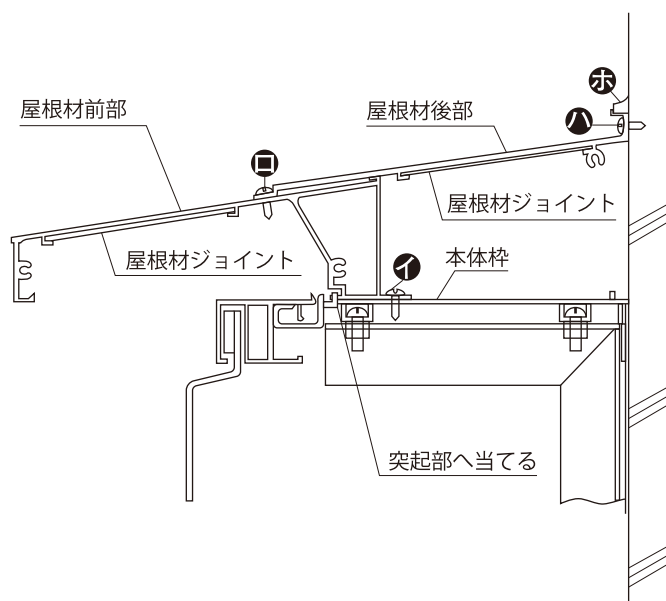 ホ
屋根材前部
屋根材後部
ハ
ロ
屋根材ジョイント
屋根材ジョイント
イ
本体枠
突起部へ当てる